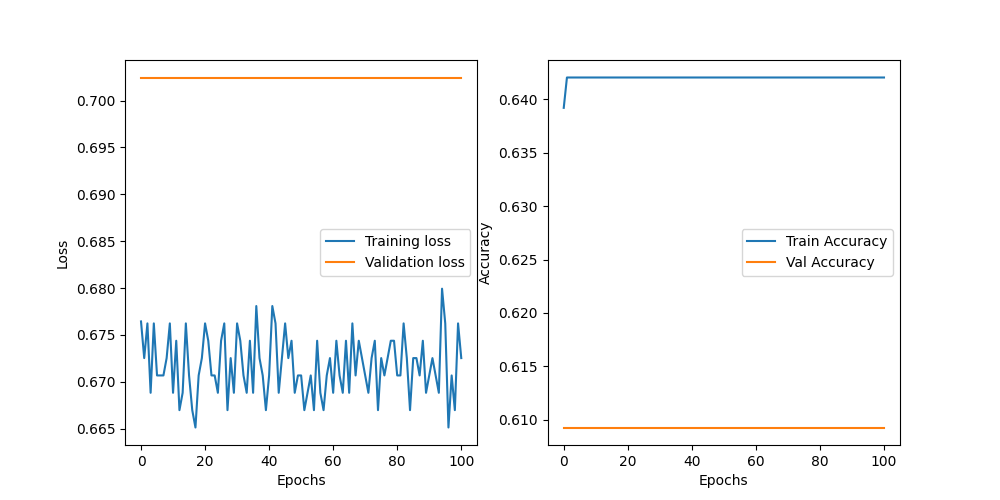 0.700
0.695
0.690
0.685
0.680
0.675
0.670
0.665
Loss
0 20 40 60 80 100
Epochs
Training loss
Validation loss
0.640
0.635
0.630
0.625
0.620
0.615
0.610
Accuracy
0 20 40 60 80 100
Epochs
Train Accuracy
Val Accuracy